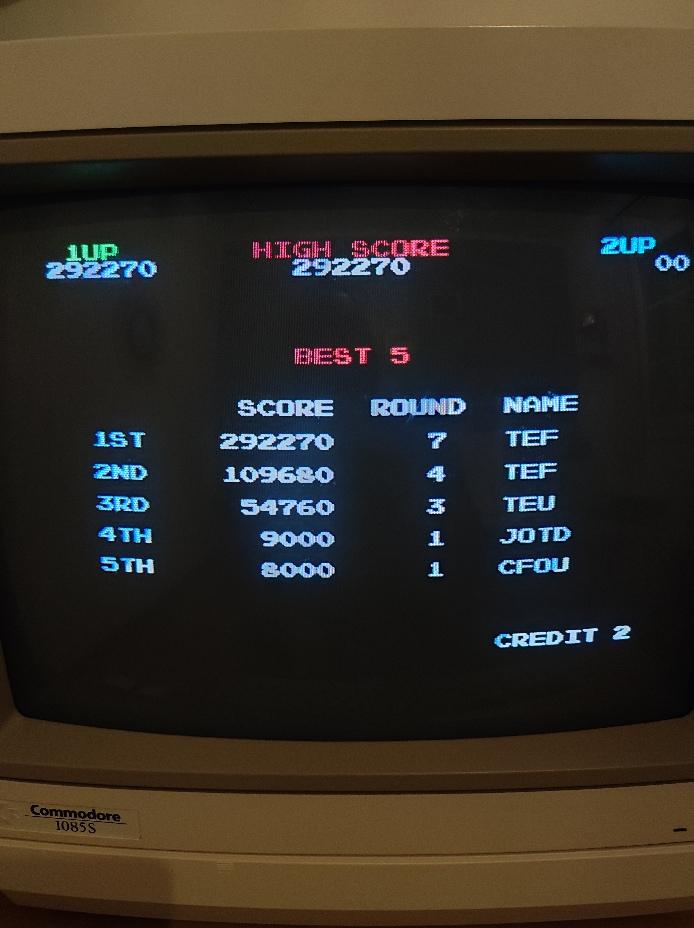 1UP HIGH SCORE 2UP
292270 292270 00
BEST 5
SCORE ROUND NAME
1ST 292270 7 TEF
2ND 109680 4 TEF
3RD 54760 3 TEU
4TH 9000 1 JOTD
5TH 8000 1 CFOU
CREDIT 2
Commodore
1085S